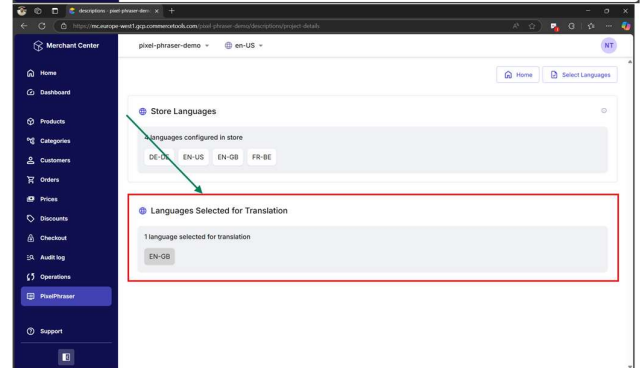 descriptions - pixel-phraser-dem
https://mc.europe-west1.gcp.commercetools.com/pixel-phraser-demo/descriptions/project-details
Merchant Center
pixel-phraser-demo
en-US
NT
Home
Dashboard
Products
Categories
Customers
Orders
Prices
Discounts
Checkout
Audit log
Operations
PixelPhraser
Support
Home
Select Languages
Store Languages
4 languages configured in store
DE-DE EN-US EN-GB FR-BE
Languages Selected for Translation
1 language selected for translation
EN-GB